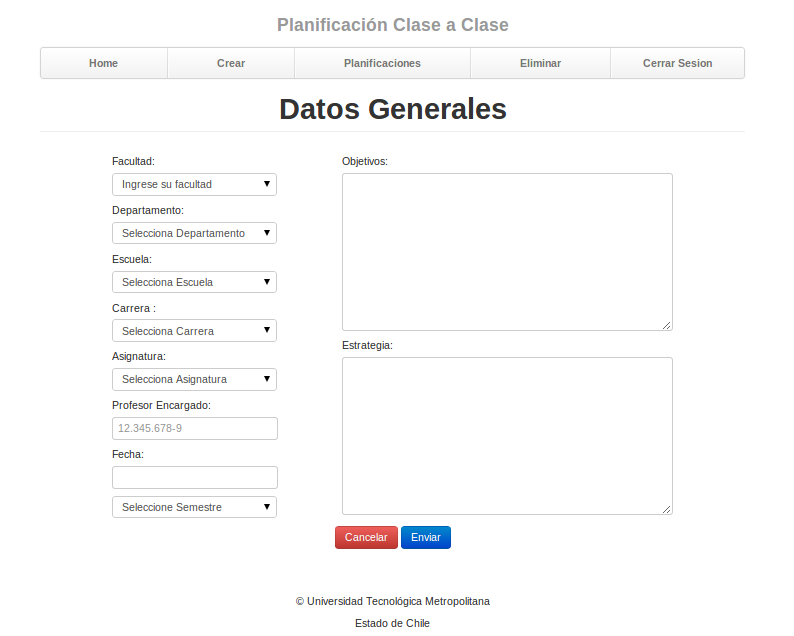 Planificación Clase a Clase
Home Crear Planificaciones Eliminar Cerrar Sesion
Datos Generales
Facultad:
Ingrese su facultad
Departamento:
Selecciona Departamento
Escuela:
Selecciona Escuela
Carrera :
Selecciona Carrera
Asignatura:
Selecciona Asignatura
Profesor Encargado:
12.345.678-9
Fecha:
Seleccione Semestre
Objetivos:
Estrategia:
Cancelar Enviar
© Universidad Tecnológica Metropolitana
Estado de Chile